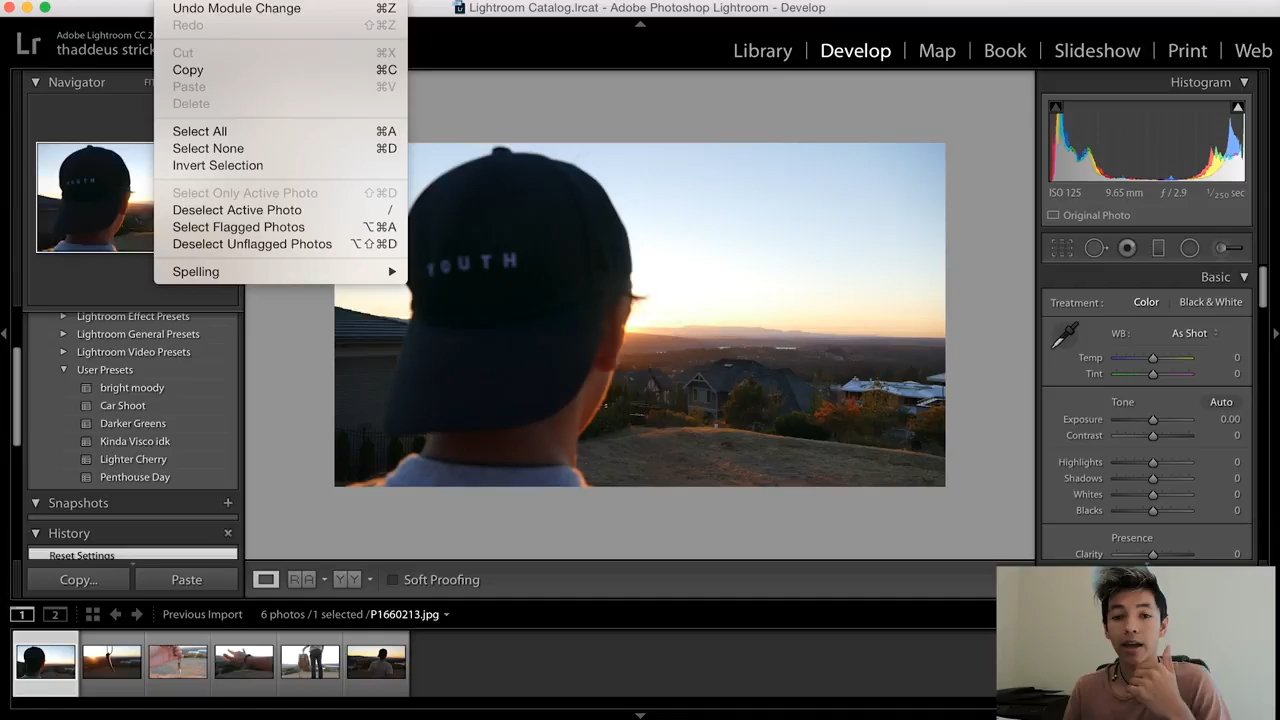 Lightroom Catalog.lrcat - Adobe Photoshop Lightroom - Develop
Undo Module Change ⌘Z
Redo ⇧⌘Z
Cut ⌘X
Copy ⌘C
Paste ⌘V
Delete
Select All ⌘A
Select None ⌘D
Invert Selection
Select Only Active Photo ⇧⌘D
Deselect Active Photo /
Select Flagged Photos ⌥⌘A
Deselect Unflagged Photos ⌥⇧⌘D
Spelling
Lr
Adobe Lightroom CC 2
thaddeus strick
Library | Develop | Map | Book | Slideshow | Print | Web
Navigator
Lightroom Effect Presets
Lightroom General Presets
Lightroom Video Presets
User Presets
bright moody
Car Shoot
Darker Greens
Kinda Visco idk
Lighter Cherry
Penthouse Day
Snapshots +
History
Reset Settings
Copy... Paste
YOUTH
YOUTH
Histogram
ISO 125 9.65 mm ƒ / 2.9 1/250 sec
Original Photo
Basic
Treatment : Color Black & White
WB : As Shot
Temp 0
Tint 0
Tone Auto
Exposure 0.00
Contrast 0
Highlights 0
Shadows 0
Whites 0
Blacks 0
Presence
Clarity 0
R A Y Y Soft Proofing
1 2 Previous Import 6 photos / 1 selected / P1660213.jpg